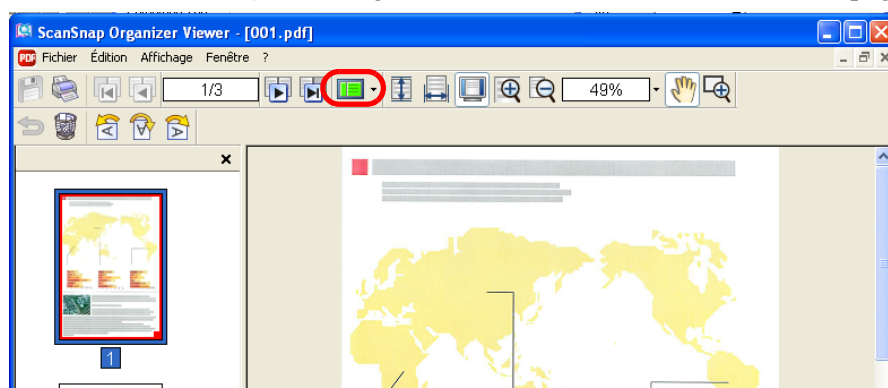 ScanSnap Organizer Viewer - [001.pdf]
PDF Fichier Édition Affichage Fenêtre ?
1/3 49%
1